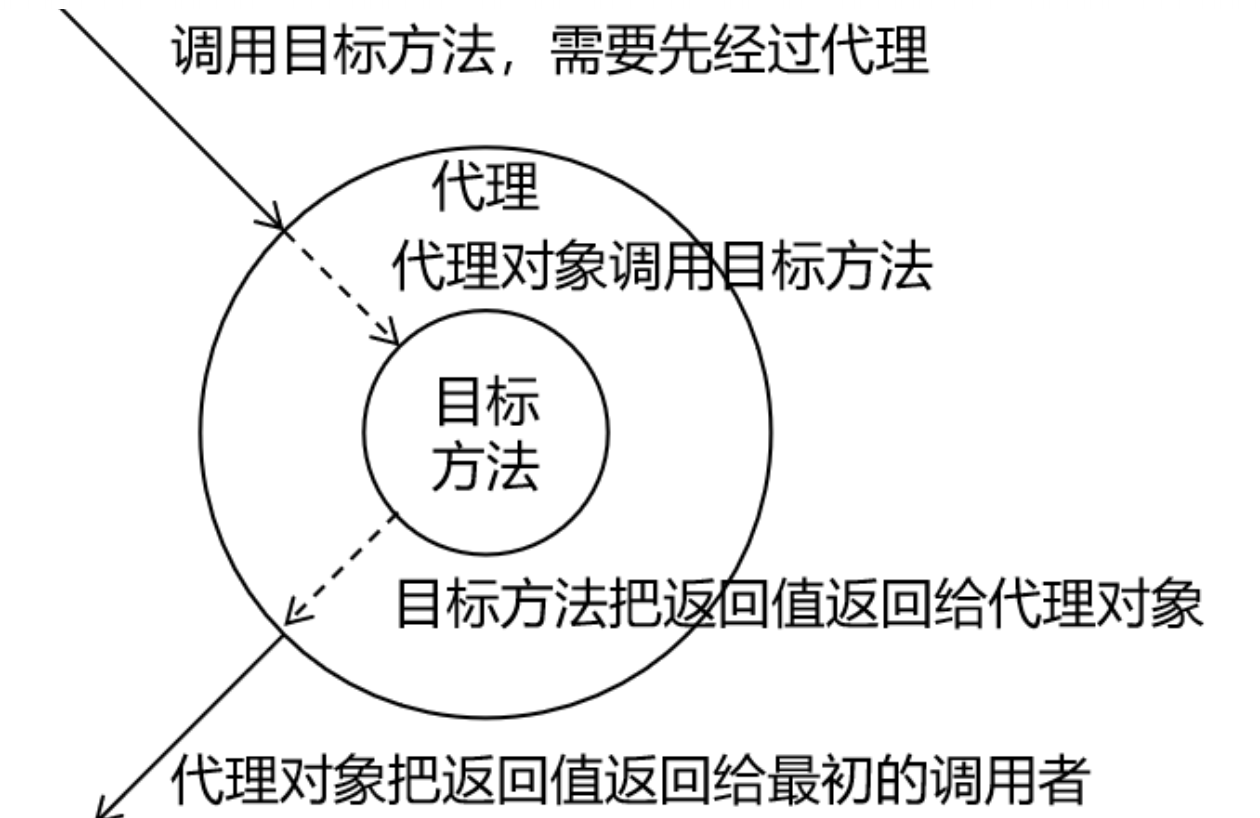 调用目标方法，需要先经过代理
代理
代理对象调用目标方法
目标
方法
目标方法把返回值返回给代理对象
代理对象把返回值返回给最初的调用者